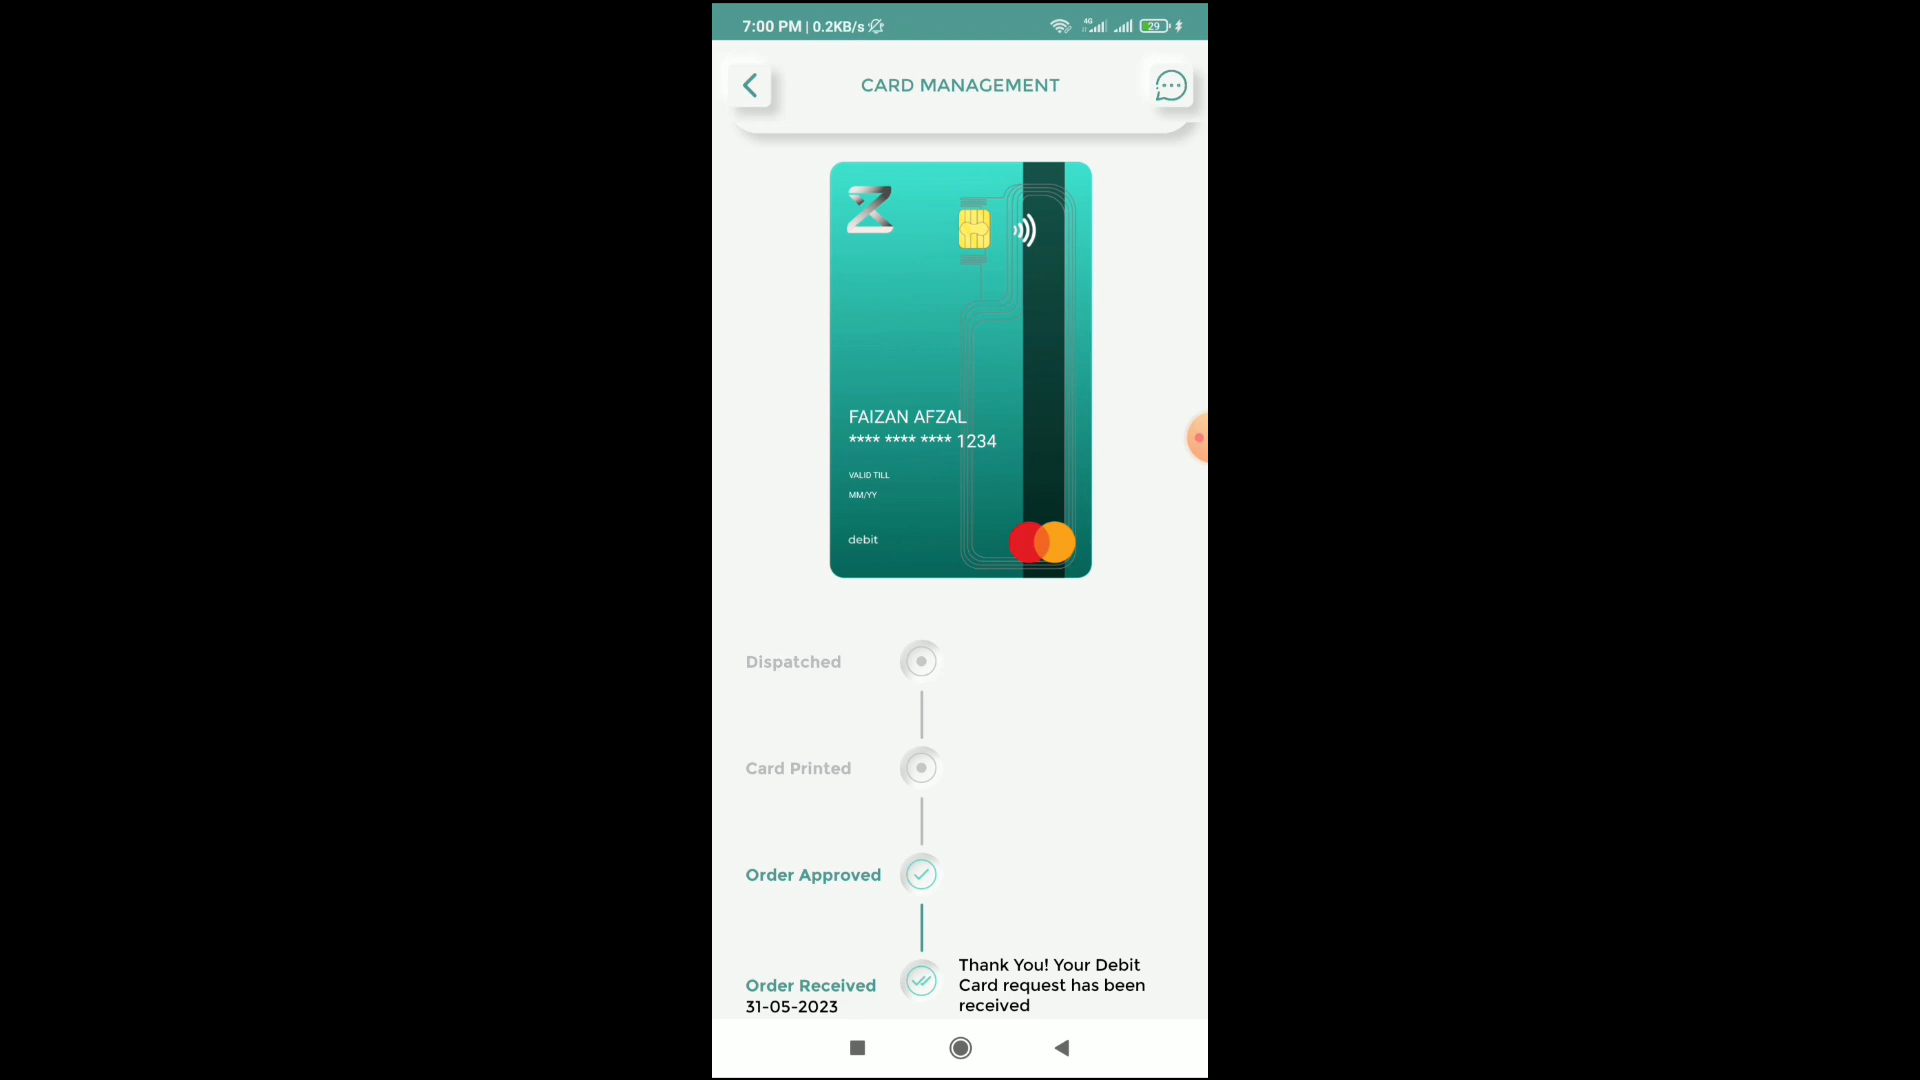 7:00 PM | 0.2KB/s
4G
29
CARD MANAGEMENT
FAIZAN AFZAL
**** **** **** 1234
VALID TILL
MM/YY
debit
Dispatched
Card Printed
Order Approved
Order Received
31-05-2023
Thank You! Your Debit
Card request has been
received